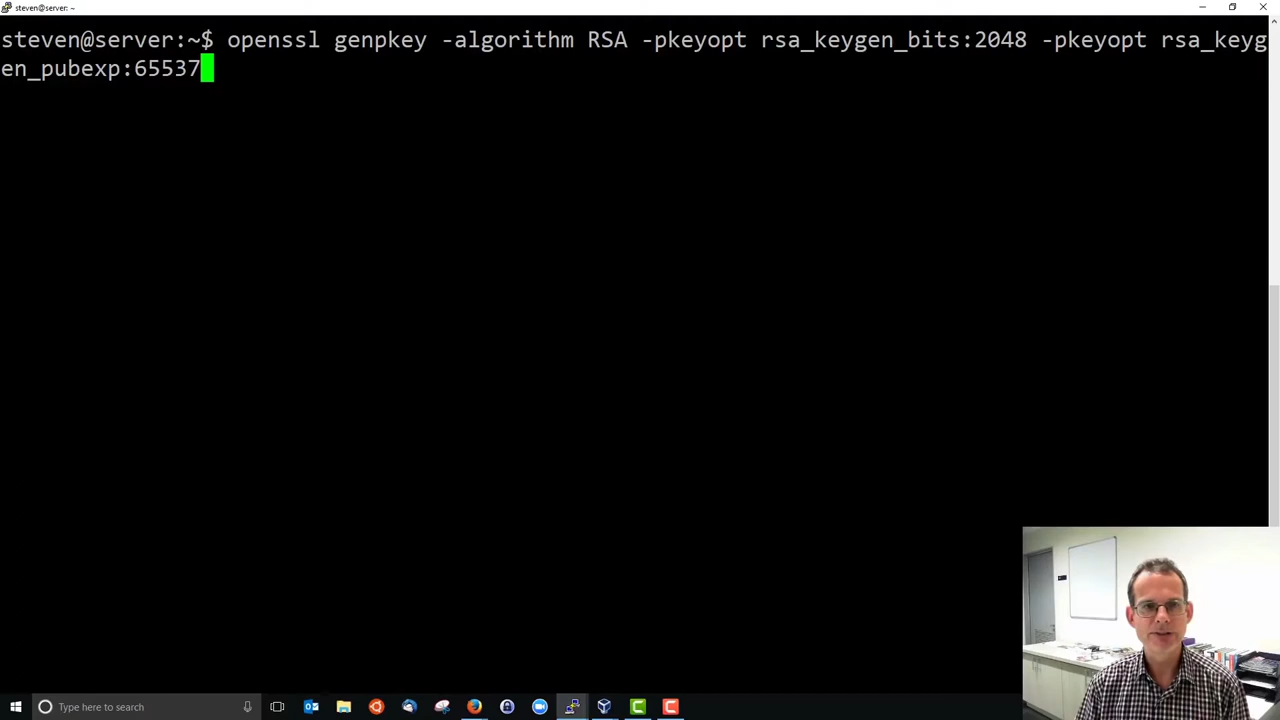 steven@server: ~
steven@server:~$ openssl genpkey -algorithm RSA -pkeyopt rsa_keygen_bits:2048 -pkeyopt rsa_keyg
en_pubexp:65537
Type here to search